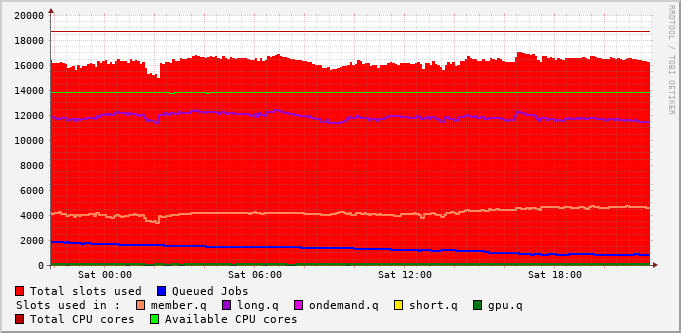 RRDTOOL / TOBI OETIKER
20000
18000
16000
14000
12000
10000
8000
6000
4000
2000
0
Sat 00:00 Sat 06:00 Sat 12:00 Sat 18:00
Total slots used Queued Jobs
Slots used in : member.q long.q ondemand.q short.q gpu.q
Total CPU cores Available CPU cores